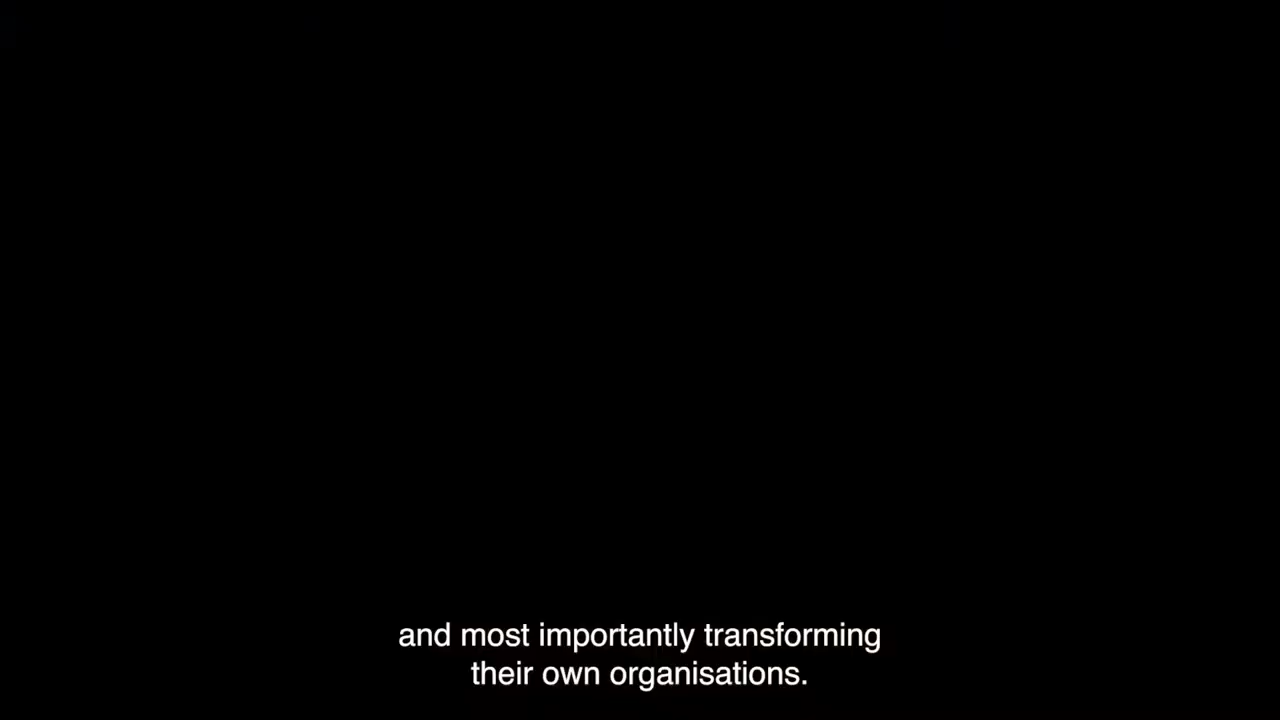 and most importantly transforming
their own organisations.